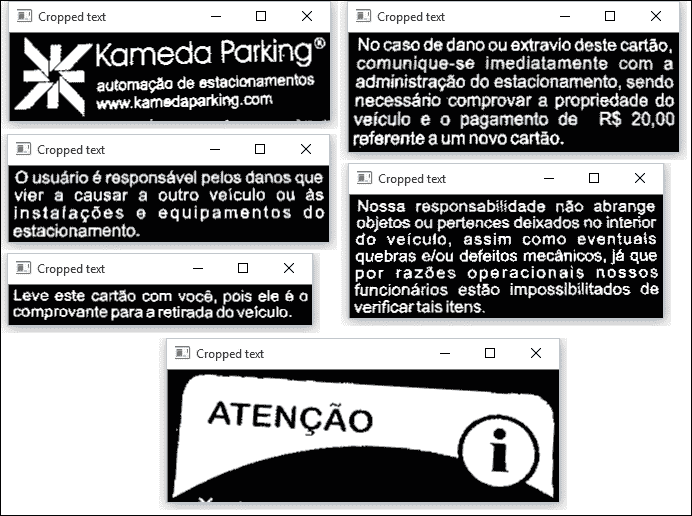 Cropped text
Kameda Parking®
automação de estacionamentos
www.kamedaparking.com
Cropped text
No caso de dano ou extravio deste cartão,
comunique-se imediatamente com a
administração do estacionamento, sendo
necessário comprovar a propriedade do
veículo e o pagamento de R$ 20,00
referente a um novo cartão.
Cropped text
O usuário é responsável pelos danos que
vier a causar a outro veículo ou às
instalações e equipamentos do
estacionamento.
Cropped text
Nossa responsabilidade não abrange
objetos ou pertences deixados no interior
do veículo, assim como eventuais
quebras e/ou defeitos mecânicos, já que
por razões operacionais nossos
funcionários estão impossibilitados de
verificar tais itens.
Cropped text
Leve este cartão com você, pois ele é o
comprovante para a retirada do veículo.
Cropped text
ATENÇÃO
i